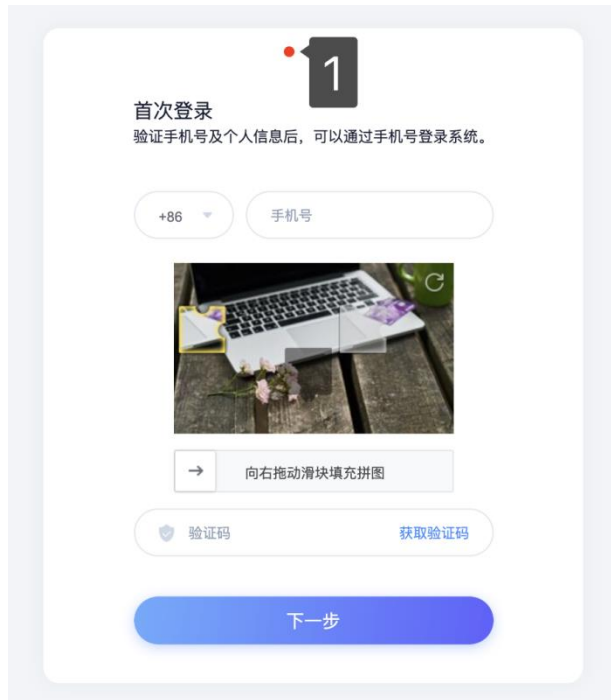 1
首次登录
验证手机号及个人信息后，可以通过手机号登录系统。
+86 手机号
向右拖动滑块填充拼图
验证码 获取验证码
下一步